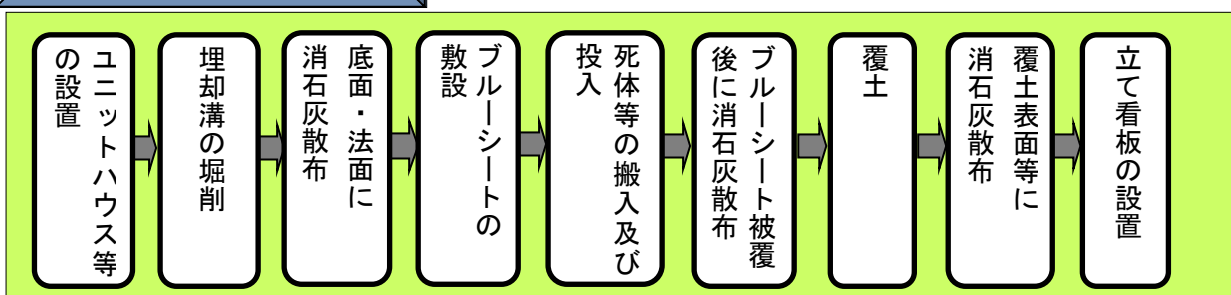 ユニットハウス等
の設置
埋却溝の堀削
底面・法面に
消石灰散布
ブルーシートの
敷設
死体等の搬入及び
投入
ブルーシート被覆
後に消石灰散布
覆土
覆土表面等に
消石灰散布
立て看板の設置